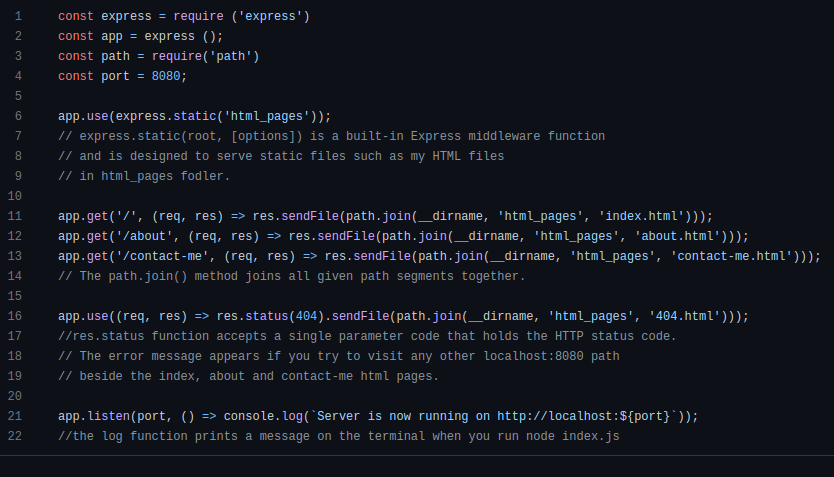 1 const express = require ('express')
2 const app = express ();
3 const path = require('path')
4 const port = 8080;
5
6 app.use(express.static('html_pages'));
7 // express.static(root, [options]) is a built-in Express middleware function
8 // and is designed to serve static files such as my HTML files
9 // in html_pages fodler.
10
11 app.get('/', (req, res) => res.sendFile(path.join(__dirname, 'html_pages', 'index.html')));
12 app.get('/about', (req, res) => res.sendFile(path.join(__dirname, 'html_pages', 'about.html')));
13 app.get('/contact-me', (req, res) => res.sendFile(path.join(__dirname, 'html_pages', 'contact-me.html')));
14 // The path.join() method joins all given path segments together.
15
16 app.use((req, res) => res.status(404).sendFile(path.join(__dirname, 'html_pages', '404.html')));
17 //res.status function accepts a single parameter code that holds the HTTP status code.
18 // The error message appears if you try to visit any other localhost:8080 path
19 // beside the index, about and contact-me html pages.
20
21 app.listen(port, () => console.log(`Server is now running on http://localhost:${port}`));
22 //the log function prints a message on the terminal when you run node index.js